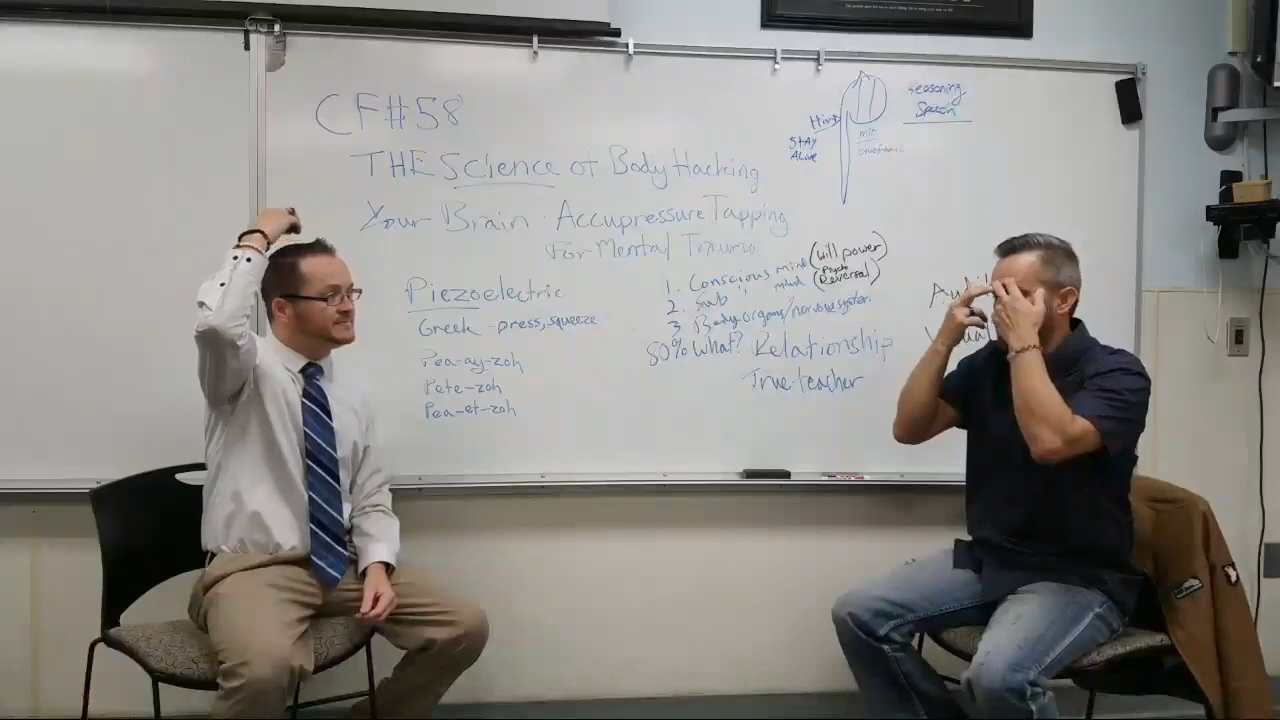 CF#58
THE Science of Body Hacking
Your Brain: Accupressure Tapping
For Mental Trauma
Piezoelectric
Greek - press, squeeze
Pea-ay-zoh
Pete-zoh
Pea-et-zoh
1. Conscious mind (will power)
2. Sub " mind (Psych Reversal)
3 Body-organs/nervous system
80% What? Relationship
True-teacher
Hind
STAY
ALive
mid
reasoning
Speech